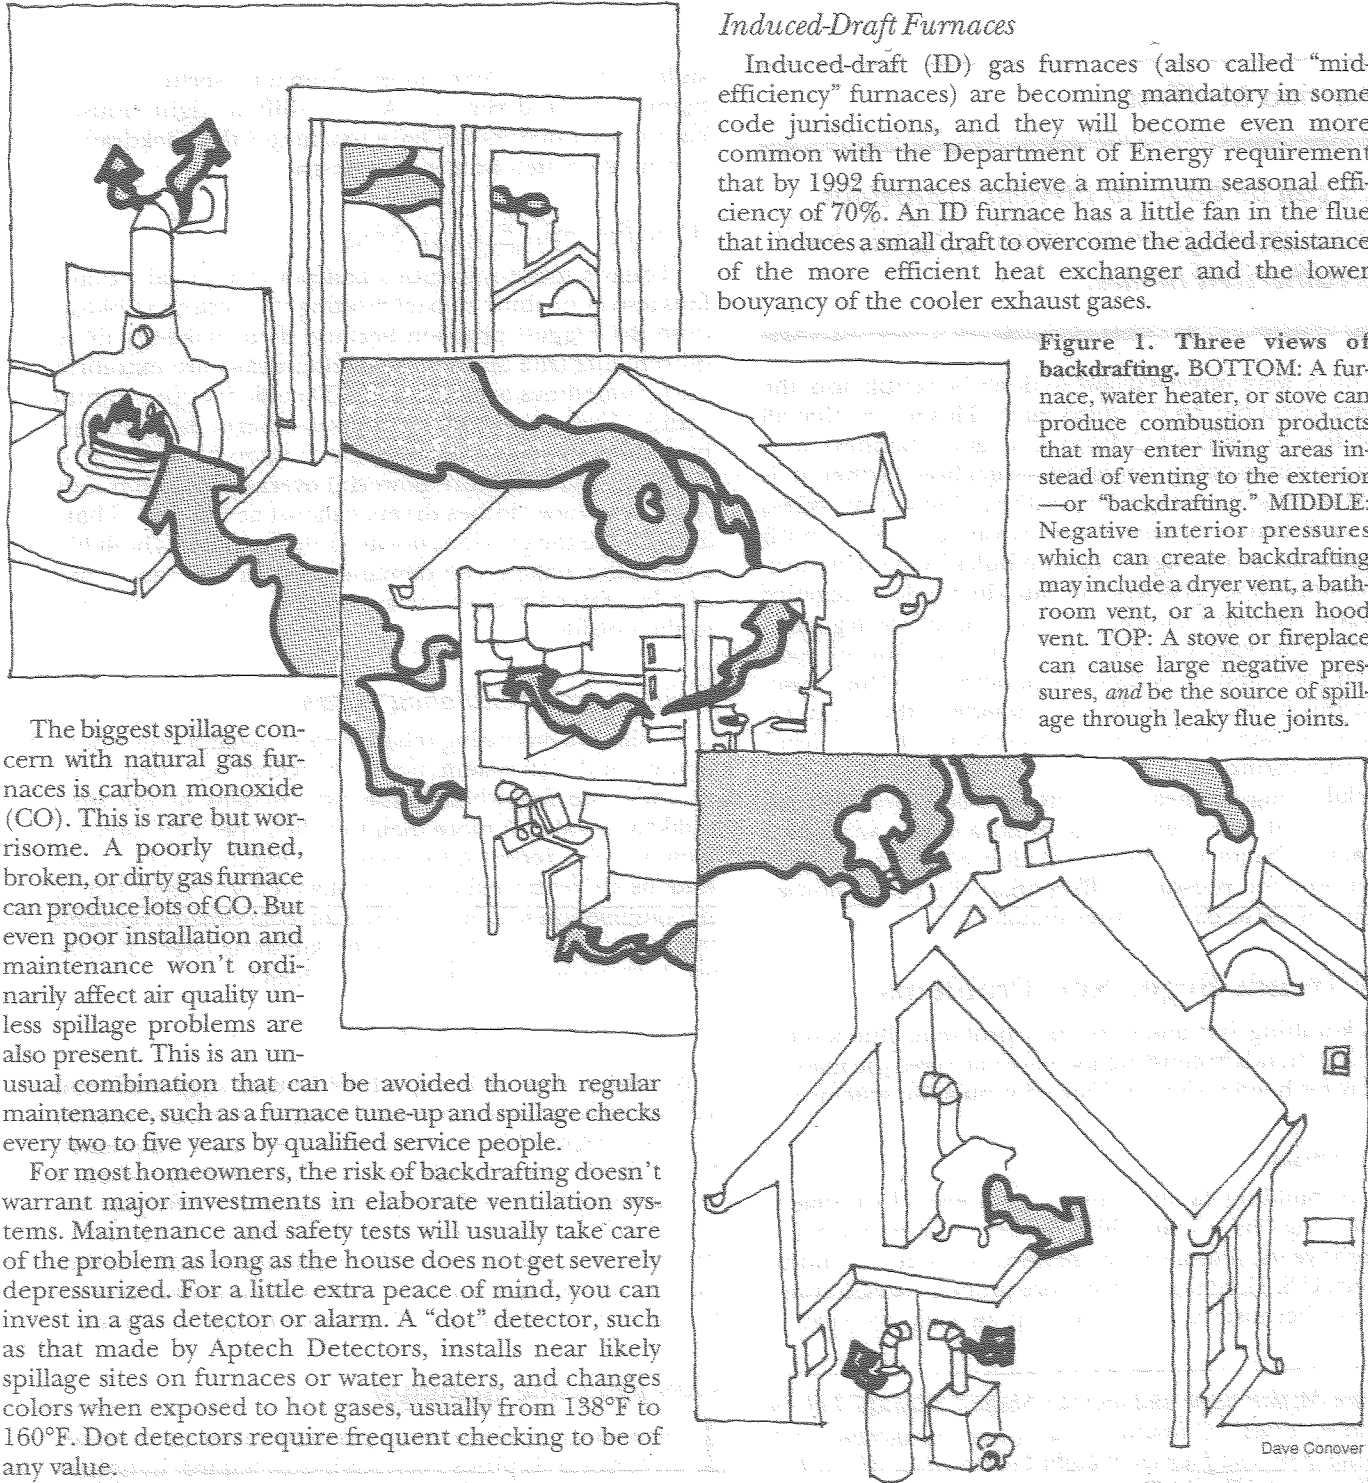 Induced-Draft Furnaces
Induced-draft (ID) gas furnaces (also called “mid-
efficiency” furnaces) are becoming mandatory in some
code jurisdictions, and they will become even more
common with the Department of Energy requirement
that by 1992 furnaces achieve a minimum seasonal effi-
ciency of 70%. An ID furnace has a little fan in the flue
that induces a small draft to overcome the added resistance
of the more efficient heat exchanger and the lower
bouyancy of the cooler exhaust gases.
Figure 1. Three views of
backdrafting. BOTTOM: A fur-
nace, water heater, or stove can
produce combustion products
that may enter living areas in-
stead of venting to the exterior
—or “backdrafting.” MIDDLE:
Negative interior pressures
which can create backdrafting
may include a dryer vent, a bath-
room vent, or a kitchen hood
vent. TOP: A stove or fireplace
can cause large negative pres-
sures, and be the source of spill-
age through leaky flue joints.
The biggest spillage con-
cern with natural gas fur-
naces is carbon monoxide
(CO). This is rare but wor-
risome. A poorly tuned,
broken, or dirty gas furnace
can produce lots of CO. But
even poor installation and
maintenance won’t ordi-
narily affect air quality un-
less spillage problems are
also present. This is an un-
usual combination that can be avoided though regular
maintenance, such as a furnace tune-up and spillage checks
every two to five years by qualified service people.
For most homeowners, the risk of backdrafting doesn’t
warrant major investments in elaborate ventilation sys-
tems. Maintenance and safety tests will usually take care
of the problem as long as the house does not get severely
depressurized. For a little extra peace of mind, you can
invest in a gas detector or alarm. A “dot” detector, such
as that made by Aptech Detectors, installs near likely
spillage sites on furnaces or water heaters, and changes
colors when exposed to hot gases, usually from 138°F to
160°F. Dot detectors require frequent checking to be of
any value.
Dave Conover